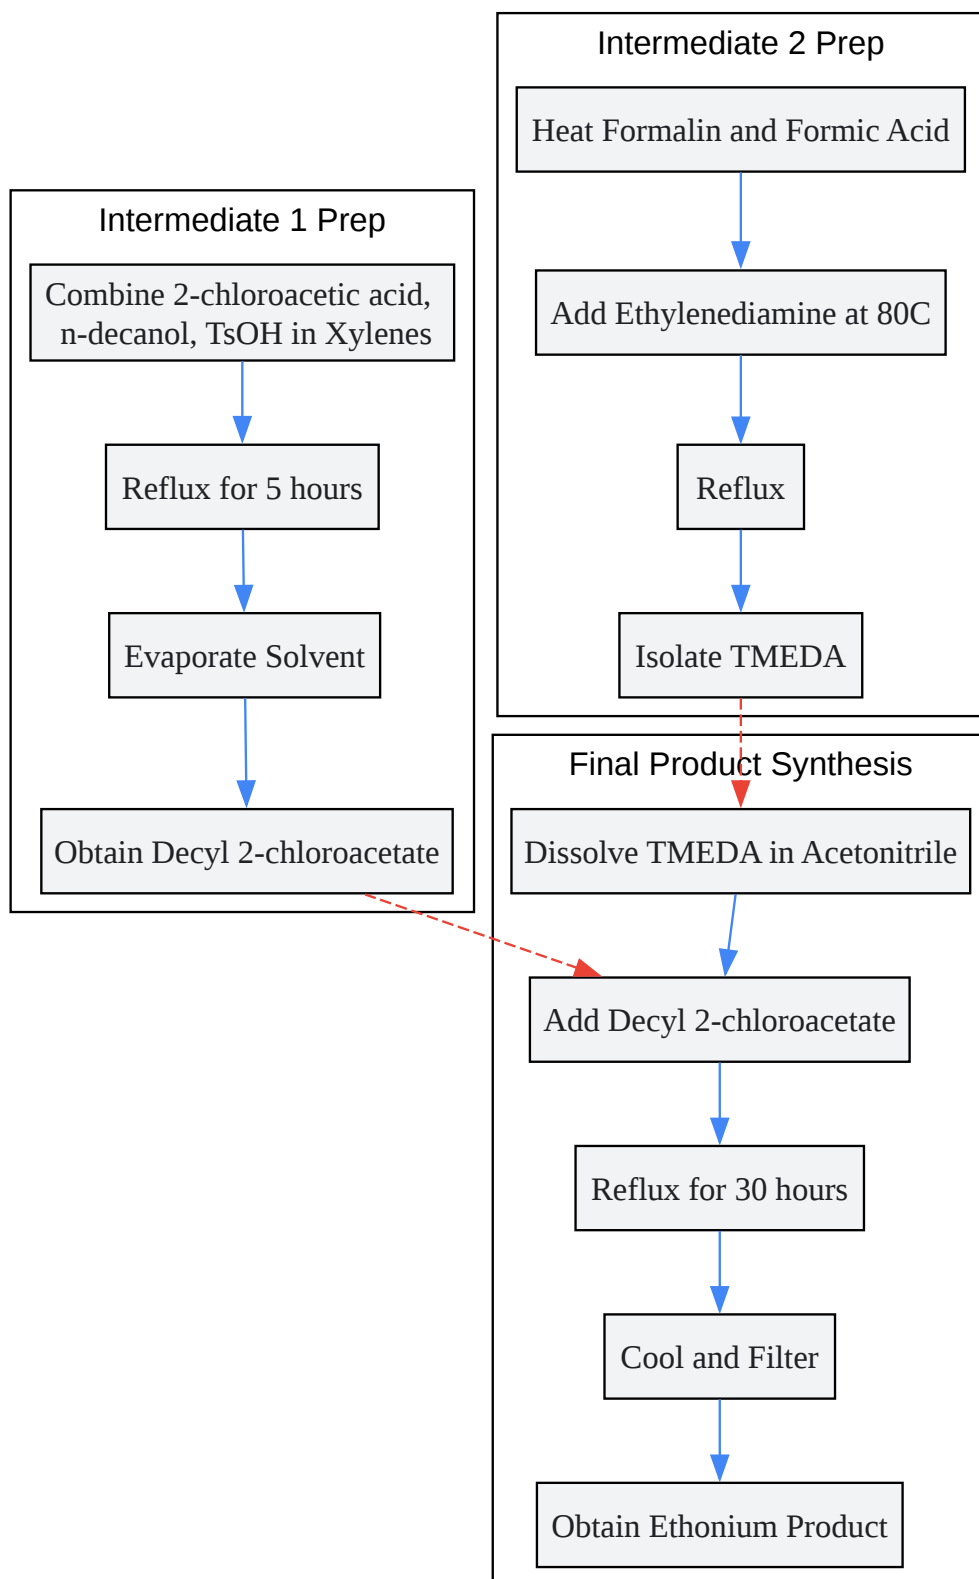 Intermediate 2 Prep
Heat Formalin and Formic Acid
Add Ethylenediamine at 80C
Reflux
Isolate TMEDA
Intermediate 1 Prep
Combine 2-chloroacetic acid,
n-decanol, TsOH in Xylenes
Reflux for 5 hours
Evaporate Solvent
Obtain Decyl 2-chloroacetate
Final Product Synthesis
Dissolve TMEDA in Acetonitrile
Add Decyl 2-chloroacetate
Reflux for 30 hours
Cool and Filter
Obtain Ethonium Product